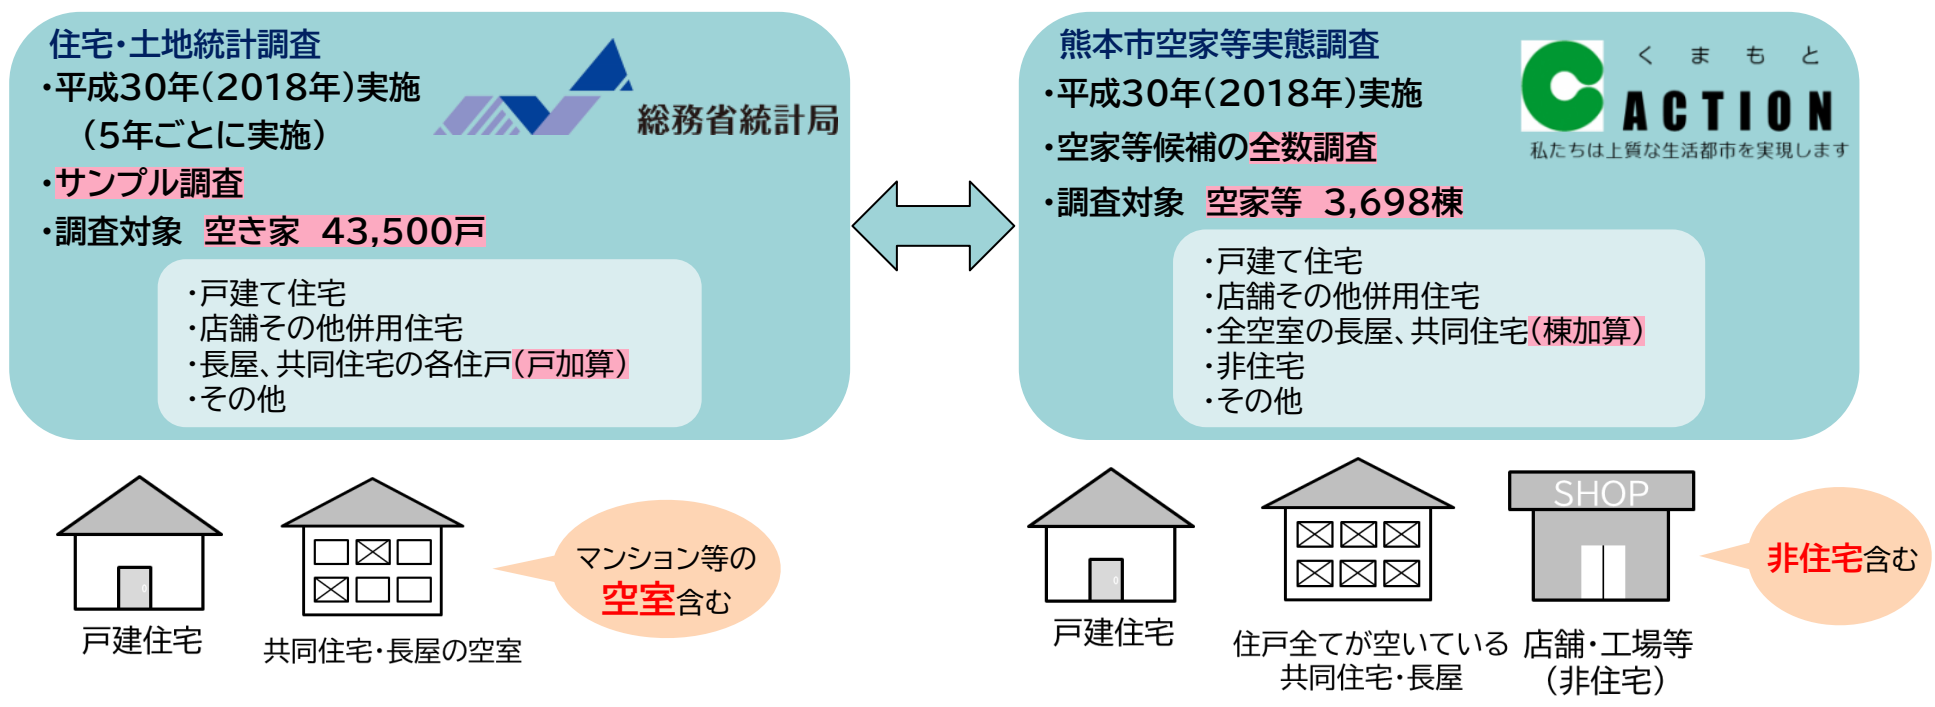 住宅・土地統計調査
・平成30年(2018年)実施
(5年ごとに実施)
・サンプル調査
・調査対象 空き家 43,500戸
総務省統計局
・戸建て住宅
・店舗その他併用住宅
・長屋、共同住宅の各住戸(戸加算)
・その他
戸建住宅
共同住宅・長屋の空室
マンション等の
空室含む
熊本市空家等実態調査
・平成30年(2018年)実施
・空家等候補の全数調査
・調査対象 空家等 3,698棟
くまもと
ACTION
私たちは上質な生活都市を実現します
・戸建て住宅
・店舗その他併用住宅
・全空室の長屋、共同住宅(棟加算)
・非住宅
・その他
戸建住宅
住戸全てが空いている
共同住宅・長屋
SHOP
店舗・工場等
(非住宅)
非住宅含む